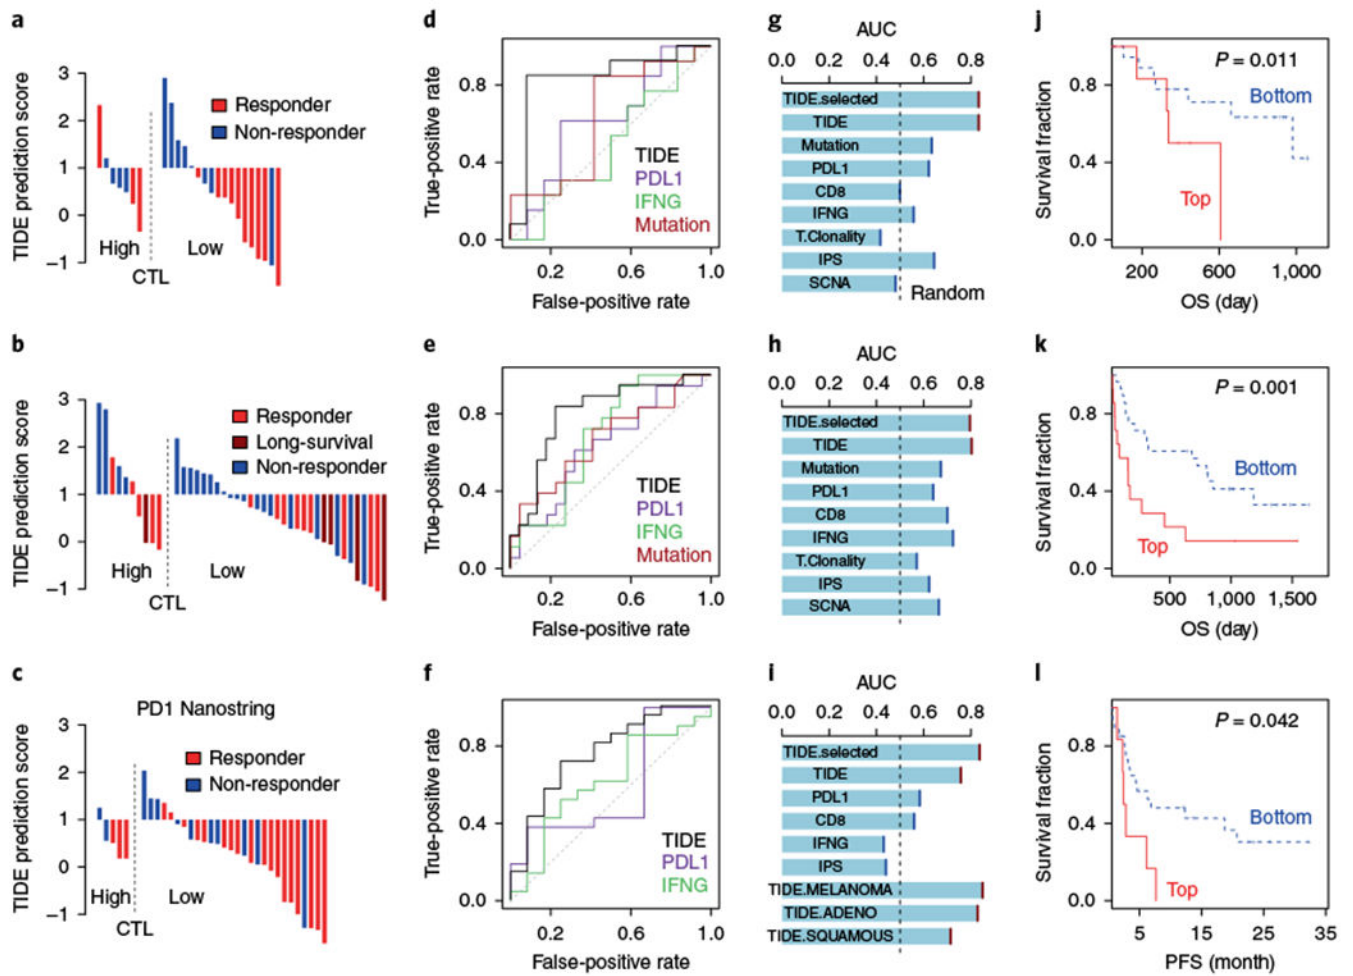 a
TIDE prediction score
3
2
1
0
−1
Responder
Non-responder
High
Low
CTL
d
True-positive rate
0.8
0.4
0.0
TIDE
PDL1
IFNG
Mutation
0.2 0.6 1.0
False-positive rate
g
AUC
0.0 0.2 0.4 0.6 0.8
TIDE.selected
TIDE
Mutation
PDL1
CD8
IFNG
T.Clonality
IPS
SCNA
Random
j
Survival fraction
0.8
0.4
0.0
P = 0.011
Bottom
Top
200 600 1,000
OS (day)
b
TIDE prediction score
3
2
1
0
−1
Responder
Long-survival
Non-responder
High
Low
CTL
e
True-positive rate
0.8
0.4
0.0
TIDE
PDL1
IFNG
Mutation
0.2 0.6 1.0
False-positive rate
h
AUC
0.0 0.2 0.4 0.6 0.8
TIDE.selected
TIDE
Mutation
PDL1
CD8
IFNG
T.Clonality
IPS
SCNA
k
Survival fraction
0.8
0.4
0.0
P = 0.001
Bottom
Top
500 1,000 1,500
OS (day)
c
PD1 Nanostring
TIDE prediction score
3
2
1
0
−1
Responder
Non-responder
High
Low
CTL
f
True-positive rate
0.8
0.4
0.0
TIDE
PDL1
IFNG
0.2 0.6 1.0
False-positive rate
i
AUC
0.0 0.2 0.4 0.6 0.8
TIDE.selected
TIDE
PDL1
CD8
IFNG
IPS
TIDE.MELANOMA
TIDE.ADENO
TIDE.SQUAMOUS
l
Survival fraction
0.8
0.4
0.0
P = 0.042
Bottom
Top
5 15 25 35
PFS (month)